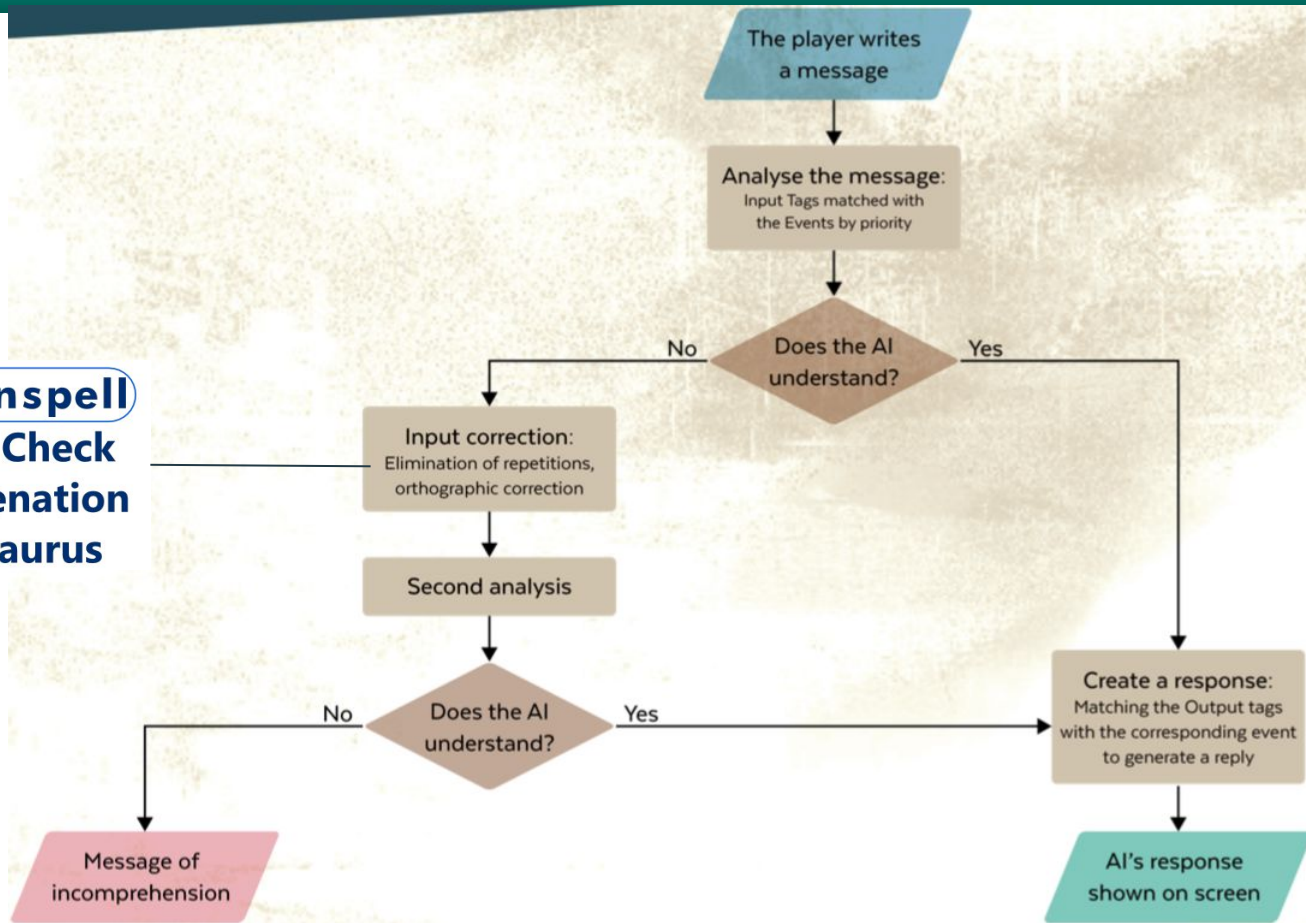 The player writes
a message
Analyse the message:
Input Tags matched with
the Events by priority
Does the AI
understand?
No
Yes
nspell
Check
enation
aurus
Input correction:
Elimination of repetitions,
orthographic correction
Second analysis
Does the AI
understand?
No
Yes
Create a response:
Matching the Output tags
with the corresponding event
to generate a reply
Message of
incomprehension
AI's response
shown on screen